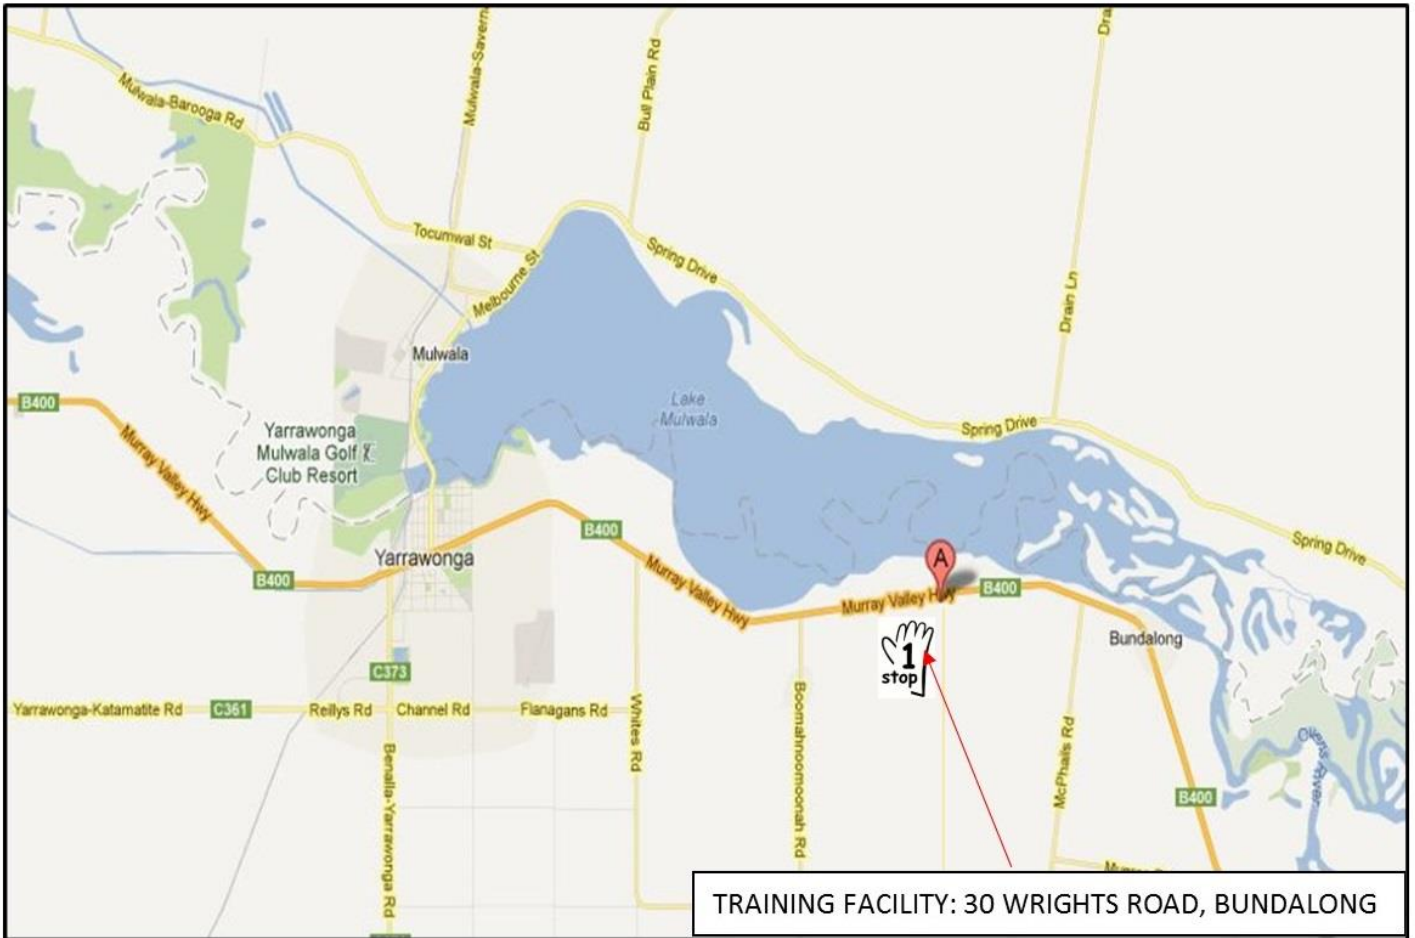 Mulwala-Barooga Rd
Bull Plain Rd
Tocumwal St
Melbourne St
Spring Drive
Drain Ln
Mulwala
Lake
Mulwala
B400
Yarrawonga
Mulwala Golf
Club Resort
Spring Drive
Murray Valley Hwy
B400
Murray Valley Hwy
Spring Drive
Yarrawonga
B400
A
B400
Murray Valley Hwy
Bundalong
1
stop
C373
Yarrawonga-Katamatite Rd
C361
Reillys Rd
Channel Rd
Flanagans Rd
Whites Rd
Boomahnoomoonah Rd
McPhails Rd
Benalla-Yarrawonga Rd
Ovens River
B400
TRAINING FACILITY: 30 WRIGHTS ROAD, BUNDALONG